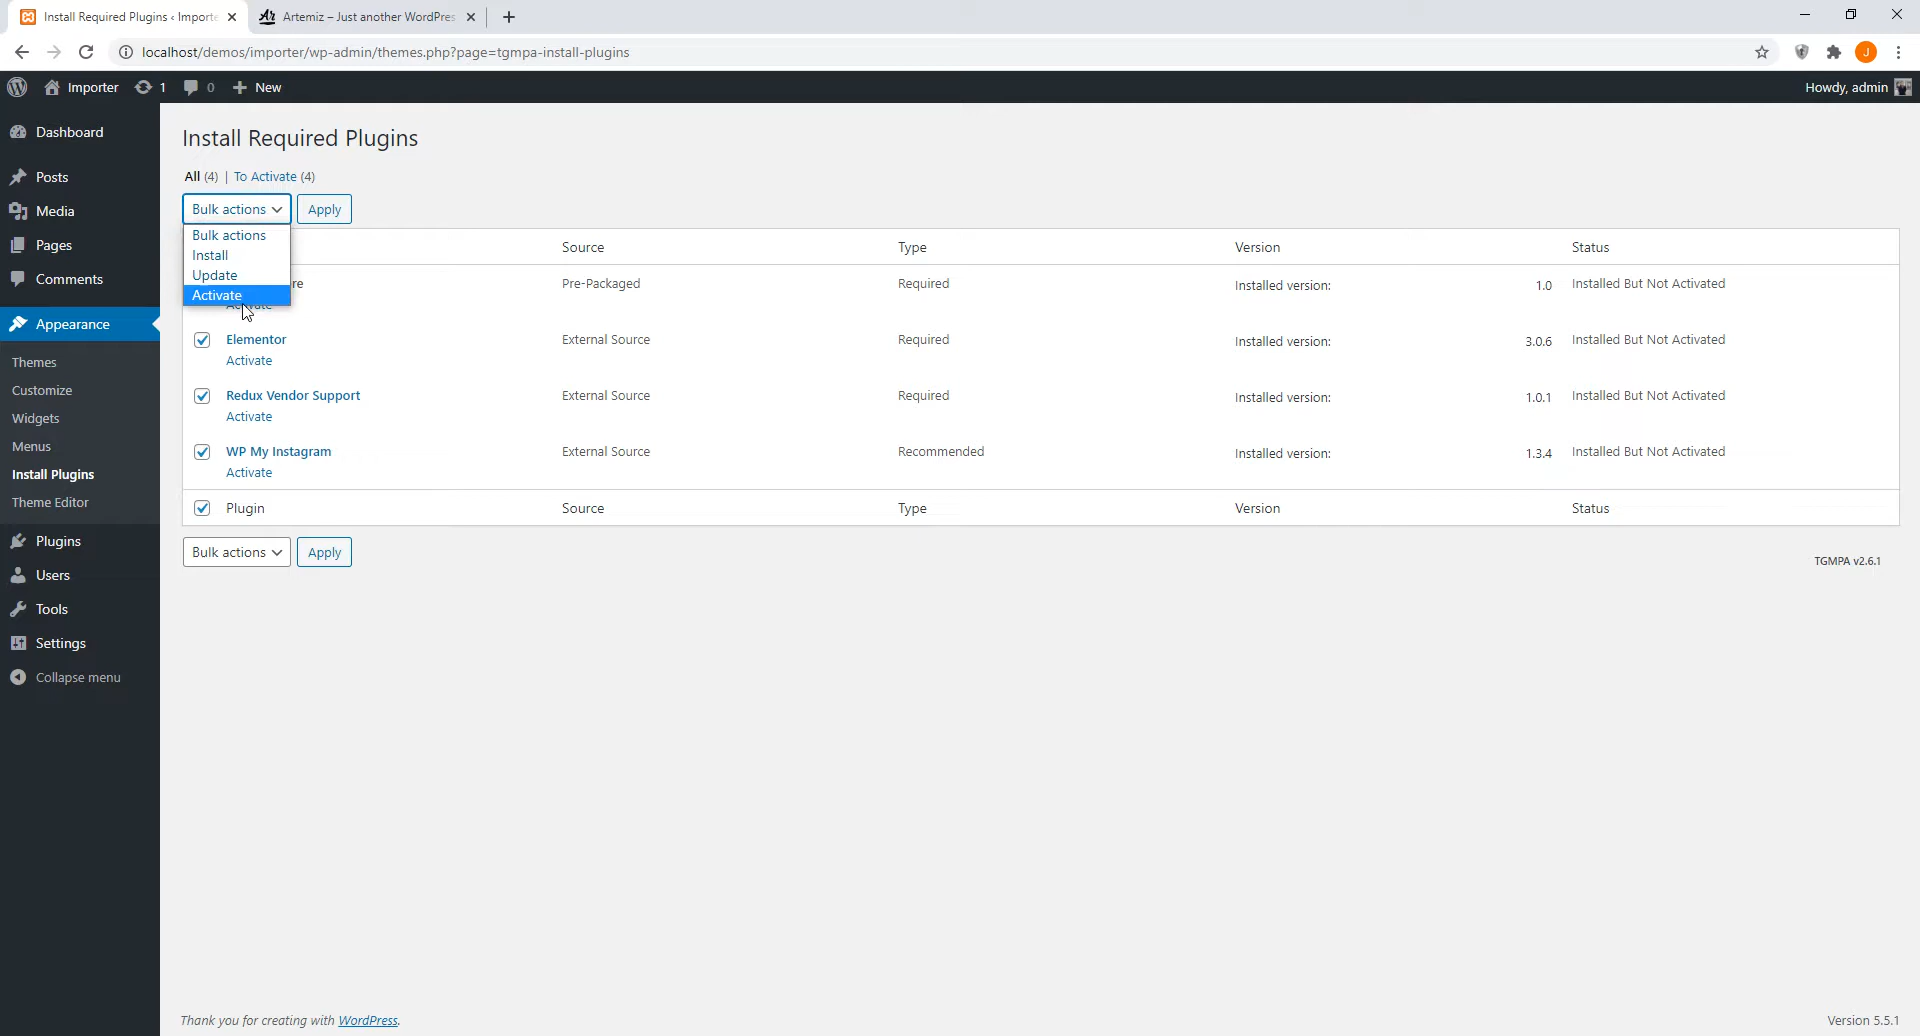 Install Required Plugins ‹ Importe
Artemiz – Just another WordPres
localhost/demos/importer/wp-admin/themes.php?page=tgmpa-install-plugins
J
Importer
1
0
New
Howdy, admin
Dashboard
Posts
Media
Pages
Comments
Appearance
Themes
Customize
Widgets
Menus
Install Plugins
Theme Editor
Plugins
Users
Tools
Settings
Collapse menu
Install Required Plugins
All (4) | To Activate (4)
Bulk actions
Apply
Bulk actions
Install
Update
Activate
Source
Type
Version
Status
re
Pre-Packaged
Required
Installed version:
1.0
Installed But Not Activated
Elementor
Activate
External Source
Required
Installed version:
3.0.6
Installed But Not Activated
Redux Vendor Support
Activate
External Source
Required
Installed version:
1.0.1
Installed But Not Activated
WP My Instagram
Activate
External Source
Recommended
Installed version:
1.3.4
Installed But Not Activated
Plugin
Source
Type
Version
Status
Bulk actions
Apply
TGMPA v2.6.1
Thank you for creating with WordPress.
Version 5.5.1